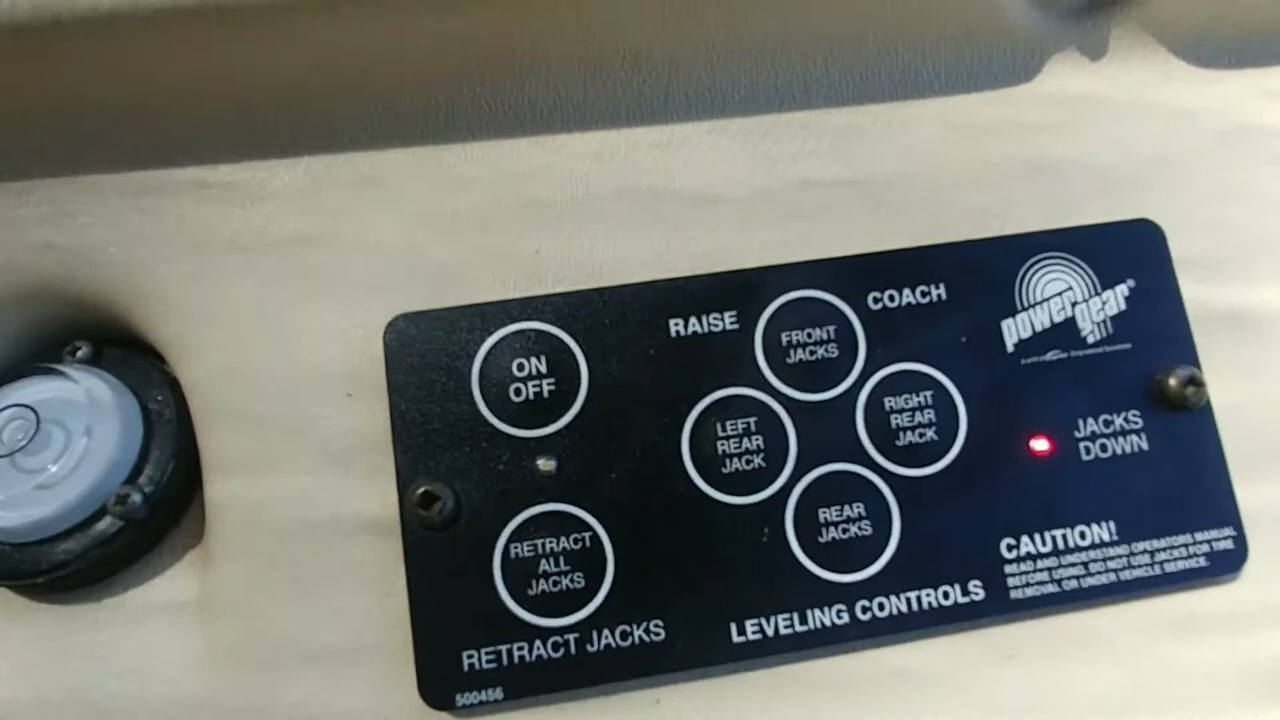 ON
OFF
RETRACT
ALL
JACKS
RETRACT JACKS
500456
RAISE
COACH
FRONT
JACKS
LEFT
REAR
JACK
RIGHT
REAR
JACK
REAR
JACKS
LEVELING CONTROLS
power gear®
JACKS
DOWN
CAUTION!
READ AND UNDERSTAND OPERATORS MANUAL
BEFORE USING. DO NOT USE JACKS FOR TIRE
REMOVAL OR UNDER VEHICLE SERVICE.